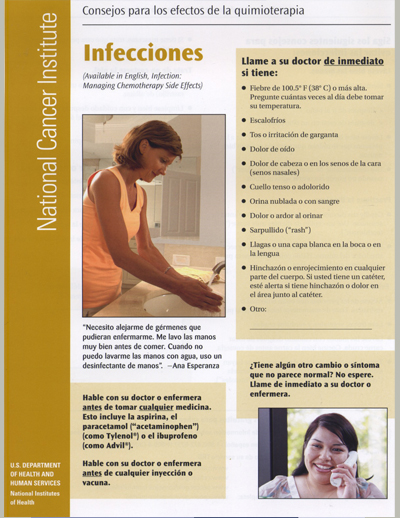 Consejos para los efectos de la quimioterapia
National Cancer Institute
Infecciones
(Available in English, Infection:
Managing Chemotherapy Side Effects)
"Necesito alejarme de gérmenes que
pudieran enfermarme. Me lavo las manos
muy bien antes de comer. Cuando no
puedo lavarme las manos con agua, uso un
desinfectante de manos". —Ana Esperanza
Hable con su doctor o enfermera
antes de tomar cualquier medicina.
Esto incluye la aspirina, el
paracetamol ("acetaminophen")
(como Tylenol®) o el ibuprofeno
(como Advil®).
Hable con su doctor o enfermera
antes de cualquier inyección o
vacuna.
Llame a su doctor de inmediato
si tiene:
• Fiebre de 100.5° F (38° C) o más alta.
Pregunte cuántas veces al día debe tomar
su temperatura.
• Escalofríos
• Tos o irritación de garganta
• Dolor de oído
• Dolor de cabeza o en los senos de la cara
(senos nasales)
• Cuello tenso o adolorido
• Orina nublada o con sangre
• Dolor o ardor al orinar
• Sarpullido ("rash")
• Llagas o una capa blanca en la boca o en
la lengua
• Hinchazón o enrojecimiento en cualquier
parte del cuerpo. Si usted tiene un catéter,
esté alerta si tiene hinchazón o dolor en
el área junto al catéter.
• Otro:
¿Tiene algún otro cambio o síntoma
que no parece normal? No espere.
Llame de inmediato a su doctor o
enfermera.
U.S. DEPARTMENT
OF HEALTH AND
HUMAN SERVICES
National Institutes
of Health